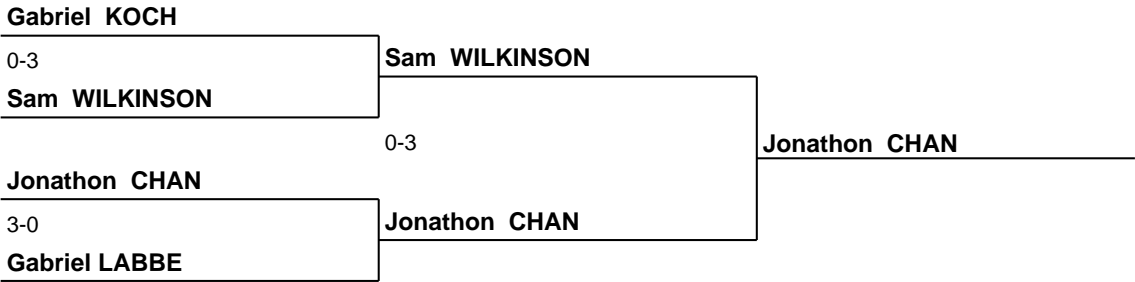 Gabriel KOCH
0-3
Sam WILKINSON
Sam WILKINSON
0-3
Jonathon CHAN
Jonathon CHAN
3-0
Jonathon CHAN
Gabriel LABBE